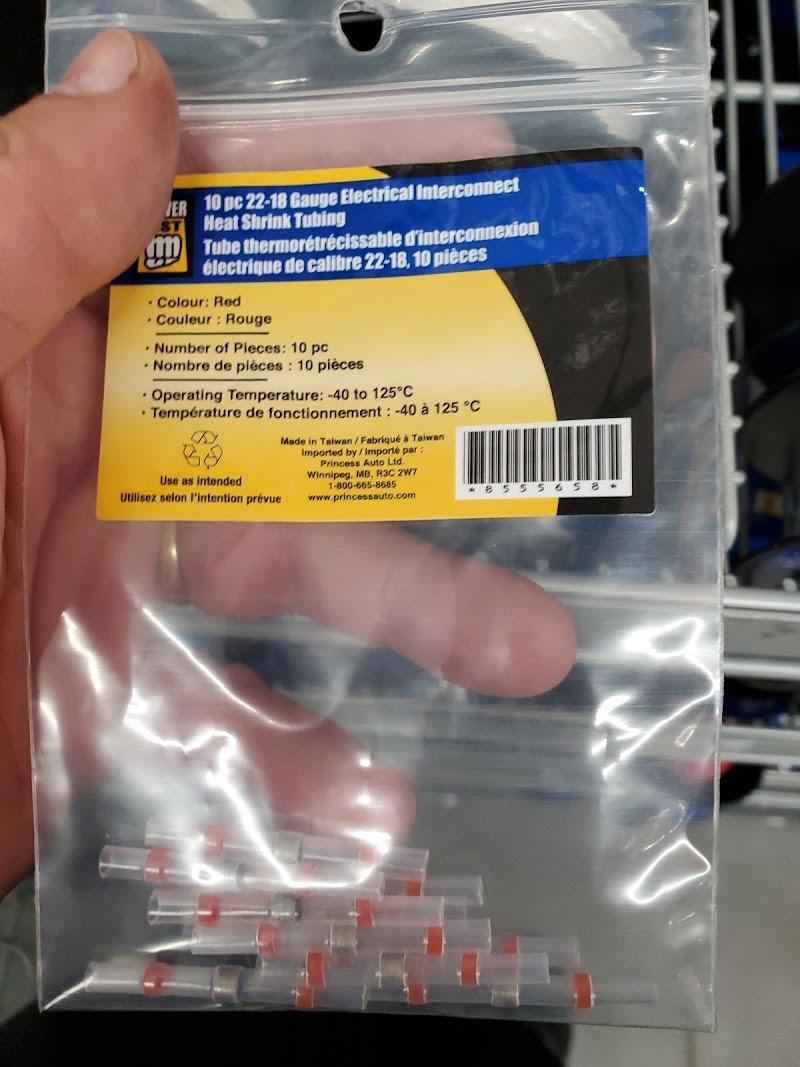 10 pc 22-18 Gauge Electrical Interconnect
Heat Shrink Tubing
Tube thermorétrécissable d'interconnexion
électrique de calibre 22-18, 10 pièces
· Colour: Red
· Couleur : Rouge
· Number of Pieces: 10 pc
· Nombre de pièces : 10 pièces
· Operating Temperature: -40 to 125°C
· Température de fonctionnement : -40 à 125 °C
Use as intended
Utilisez selon l'intention prévue
Made in Taiwan / Fabriqué à Taiwan
Imported by / Importé par :
Princess Auto Ltd.
Winnipeg, MB, R3C 2W7
1-800-665-8685
www.princessauto.com
*8555658*